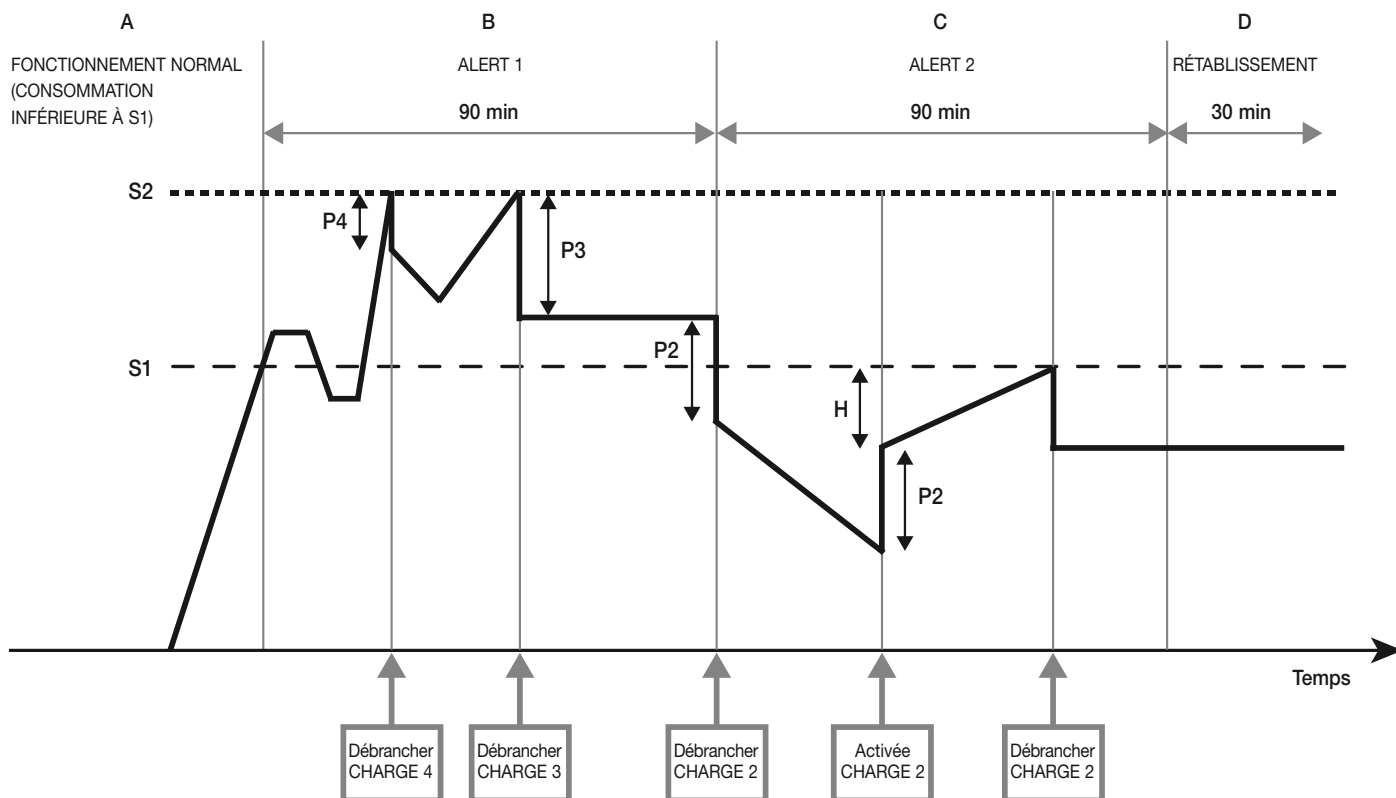 A
B
C
D
FONCTIONNEMENT NORMAL
(CONSOMMATION
INFÉRIEURE À S1)
ALERT 1
ALERT 2
RÉTABLISSEMENT
90 min
90 min
30 min
S2
P4
P3
S1
P2
H
P2
Temps
Débrancher
CHARGE 4
Débrancher
CHARGE 3
Débrancher
CHARGE 2
Activée
CHARGE 2
Débrancher
CHARGE 2